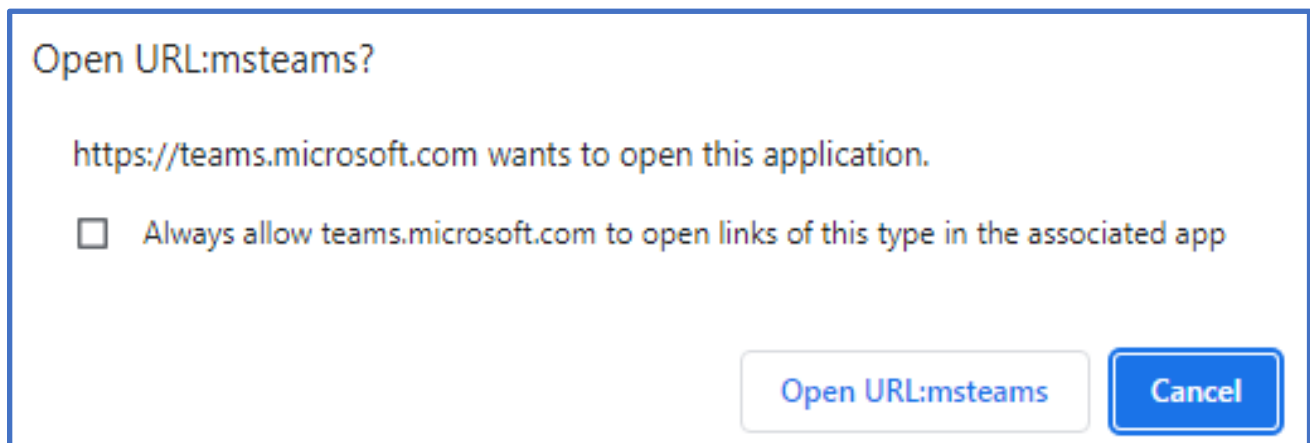 Open URL:msteams?
https://teams.microsoft.com wants to open this application.
Always allow teams.microsoft.com to open links of this type in the associated app
Open URL:msteams
Cancel